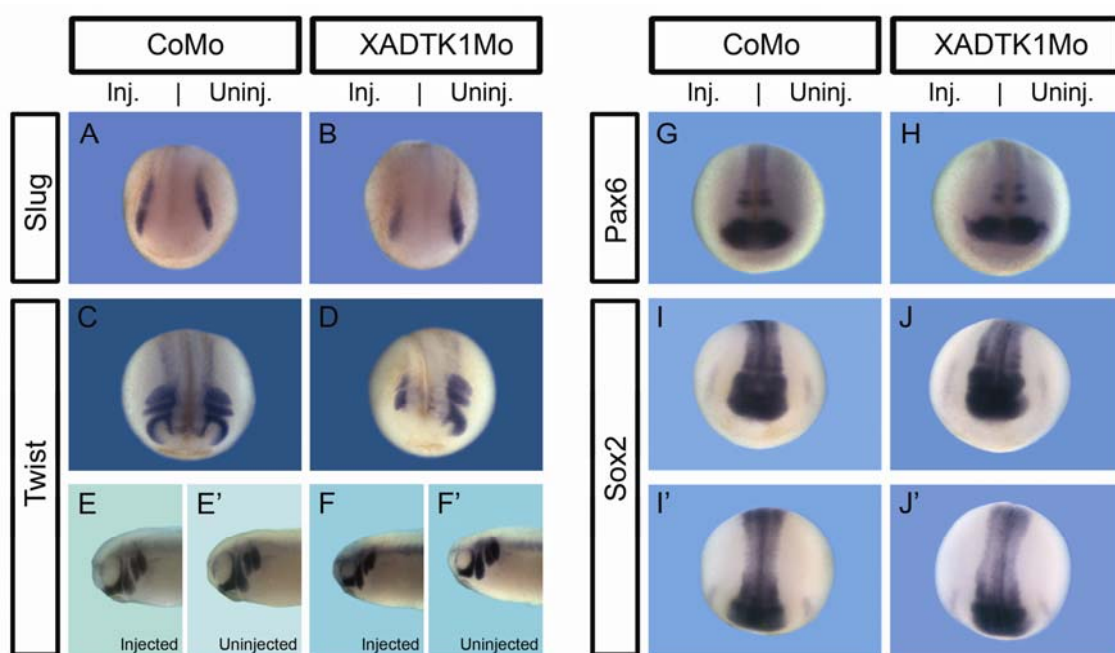 CoMo
XADTK1Mo
CoMo
XADTK1Mo
Inj. | Uninj.
Inj. | Uninj.
Inj. | Uninj.
Inj. | Uninj.
Slug
A
B
Pax6
G
H
Twist
C
D
Sox2
I
J
E
E'
F
F'
I'
J'
Injected
Uninjected
Injected
Uninjected